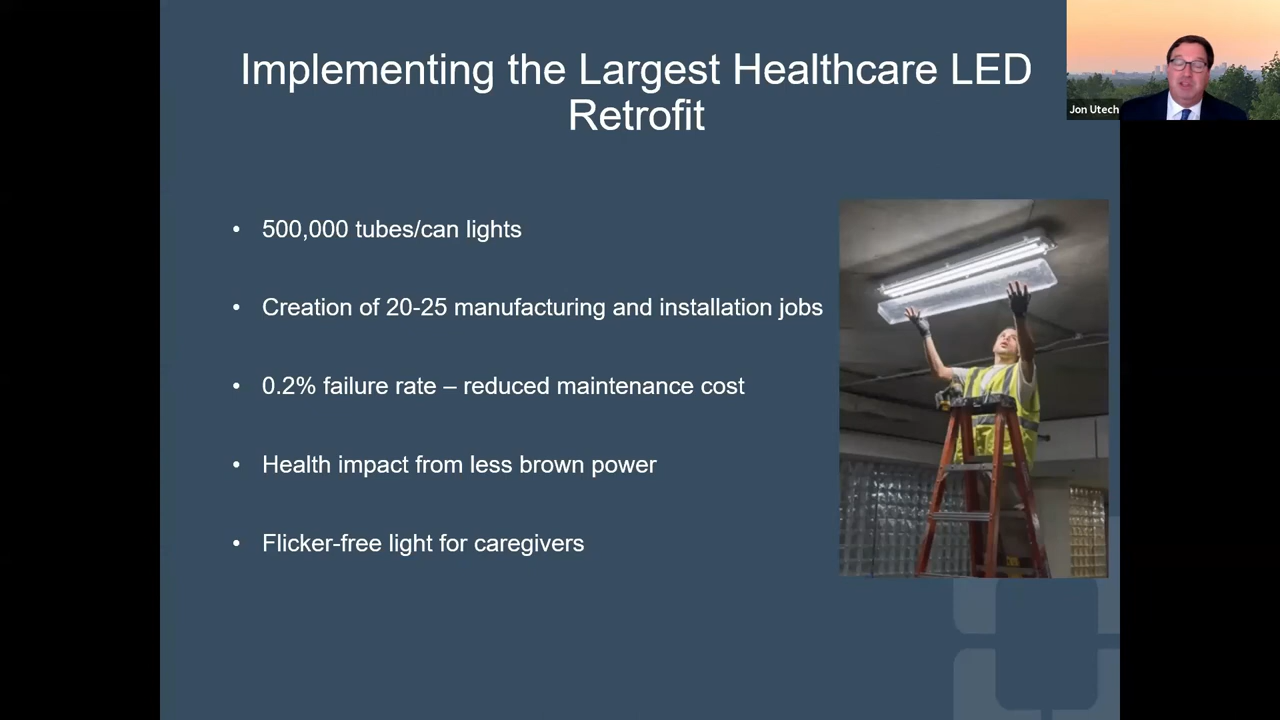 Implementing the Largest Healthcare LED
Retrofit
Jon Utech
• 500,000 tubes/can lights
• Creation of 20-25 manufacturing and installation jobs
• 0.2% failure rate – reduced maintenance cost
• Health impact from less brown power
• Flicker-free light for caregivers